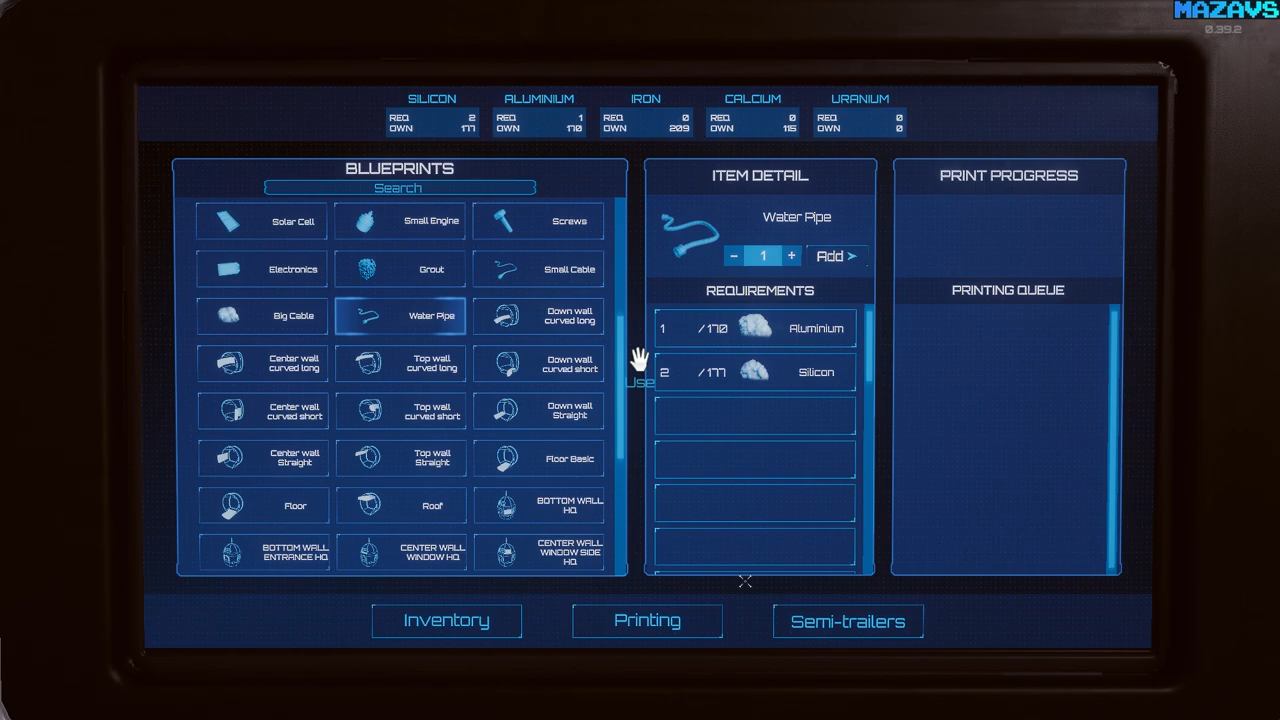 MAZAVS
0.39.2
SILICON
REQ 2
OWN 177
ALUMINIUM
REQ 1
OWN 170
IRON
REQ 0
OWN 209
CALCIUM
REQ 0
OWN 115
URANIUM
REQ 0
OWN 0
BLUEPRINTS
Search
Solar Cell
Small Engine
Screws
Electronics
Grout
Small Cable
Big Cable
Water Pipe
Down wall
curved long
Center wall
curved long
Top wall
curved long
Down wall
curved short
Center wall
curved short
Top wall
curved short
Down wall
Straight
Center wall
Straight
Top wall
Straight
Floor Basic
Floor
Roof
BOTTOM WALL
HQ
BOTTOM WALL
ENTRANCE HQ
CENTER WALL
WINDOW HQ
CENTER WALL
WINDOW SIDE
HQ
ITEM DETAIL
Water Pipe
- 1 + Add >
REQUIREMENTS
1 /170 Aluminium
2 /177 Silicon
PRINT PROGRESS
PRINTING QUEUE
Use
Inventory
Printing
Semi-trailers